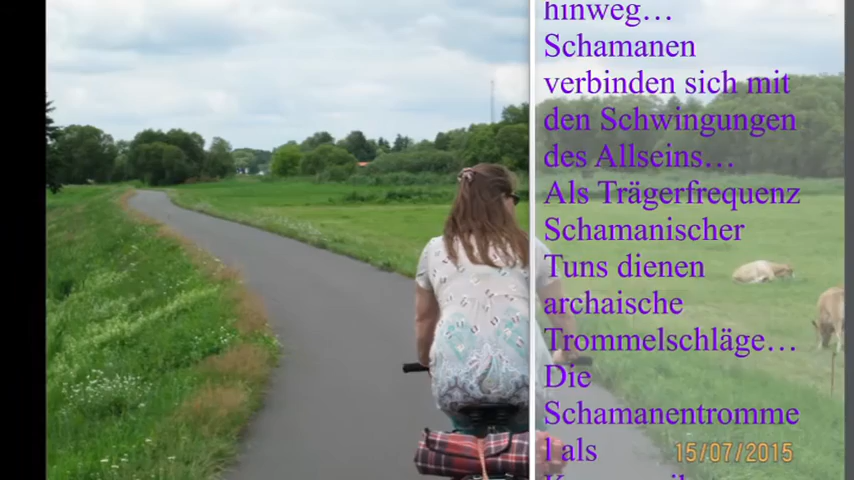 hinweg…
Schamanen
verbinden sich mit
den Schwingungen
des Allseins…
Als Trägerfrequenz
Schamanischer
Tuns dienen
archaische
Trommelschläge…
Die
Schamanentromme
l als
15/07/2015